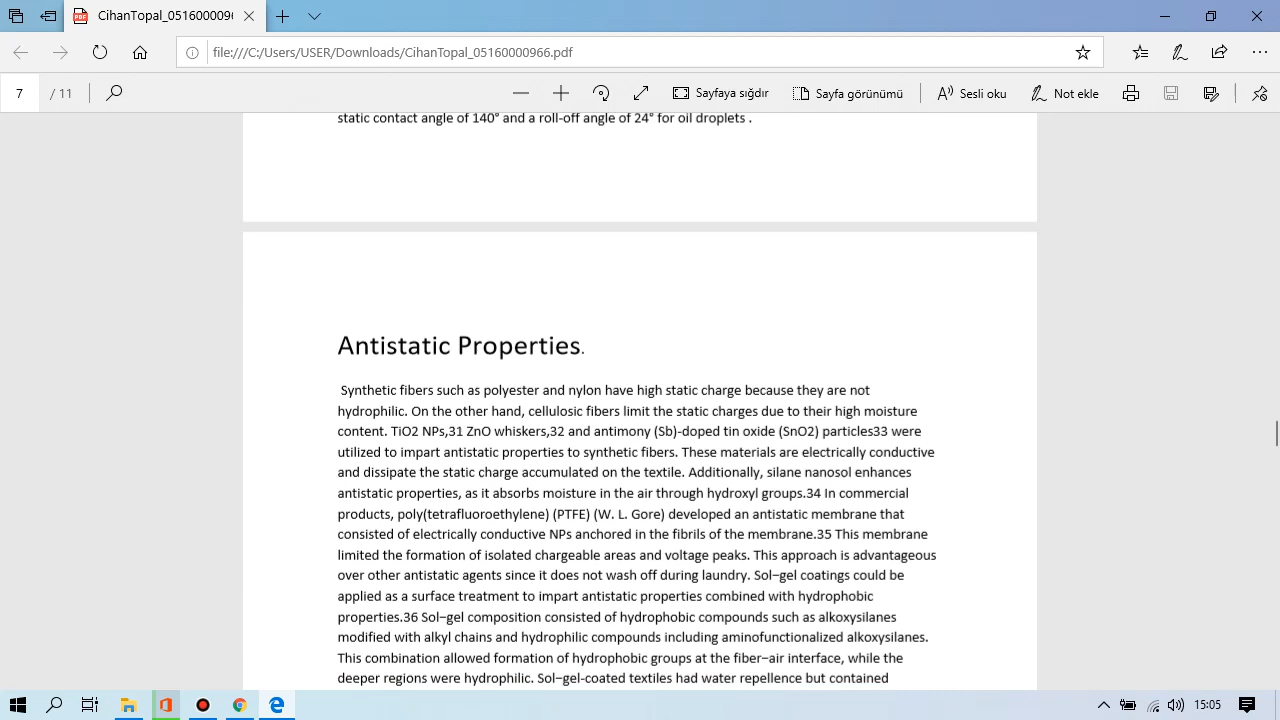 PDF 05160000966
file:///C:/Users/USER/Downloads/CihanTopal_05160000966.pdf
7 / 11 Sayfaya sığdır Sayfa görünümü Sesli oku Not ekle
static contact angle of 140° and a roll-off angle of 24° for oil droplets .
Antistatic Properties.
Synthetic fibers such as polyester and nylon have high static charge because they are not
hydrophilic. On the other hand, cellulosic fibers limit the static charges due to their high moisture
content. TiO2 NPs,31 ZnO whiskers,32 and antimony (Sb)-doped tin oxide (SnO2) particles33 were
utilized to impart antistatic properties to synthetic fibers. These materials are electrically conductive
and dissipate the static charge accumulated on the textile. Additionally, silane nanosol enhances
antistatic properties, as it absorbs moisture in the air through hydroxyl groups.34 In commercial
products, poly(tetrafluoroethylene) (PTFE) (W. L. Gore) developed an antistatic membrane that
consisted of electrically conductive NPs anchored in the fibrils of the membrane.35 This membrane
limited the formation of isolated chargeable areas and voltage peaks. This approach is advantageous
over other antistatic agents since it does not wash off during laundry. Sol−gel coatings could be
applied as a surface treatment to impart antistatic properties combined with hydrophobic
properties.36 Sol−gel composition consisted of hydrophobic compounds such as alkoxysilanes
modified with alkyl chains and hydrophilic compounds including aminofunctionalized alkoxysilanes.
This combination allowed formation of hydrophobic groups at the fiber−air interface, while the
deeper regions were hydrophilic. Sol−gel-coated textiles had water repellence but contained
15:05